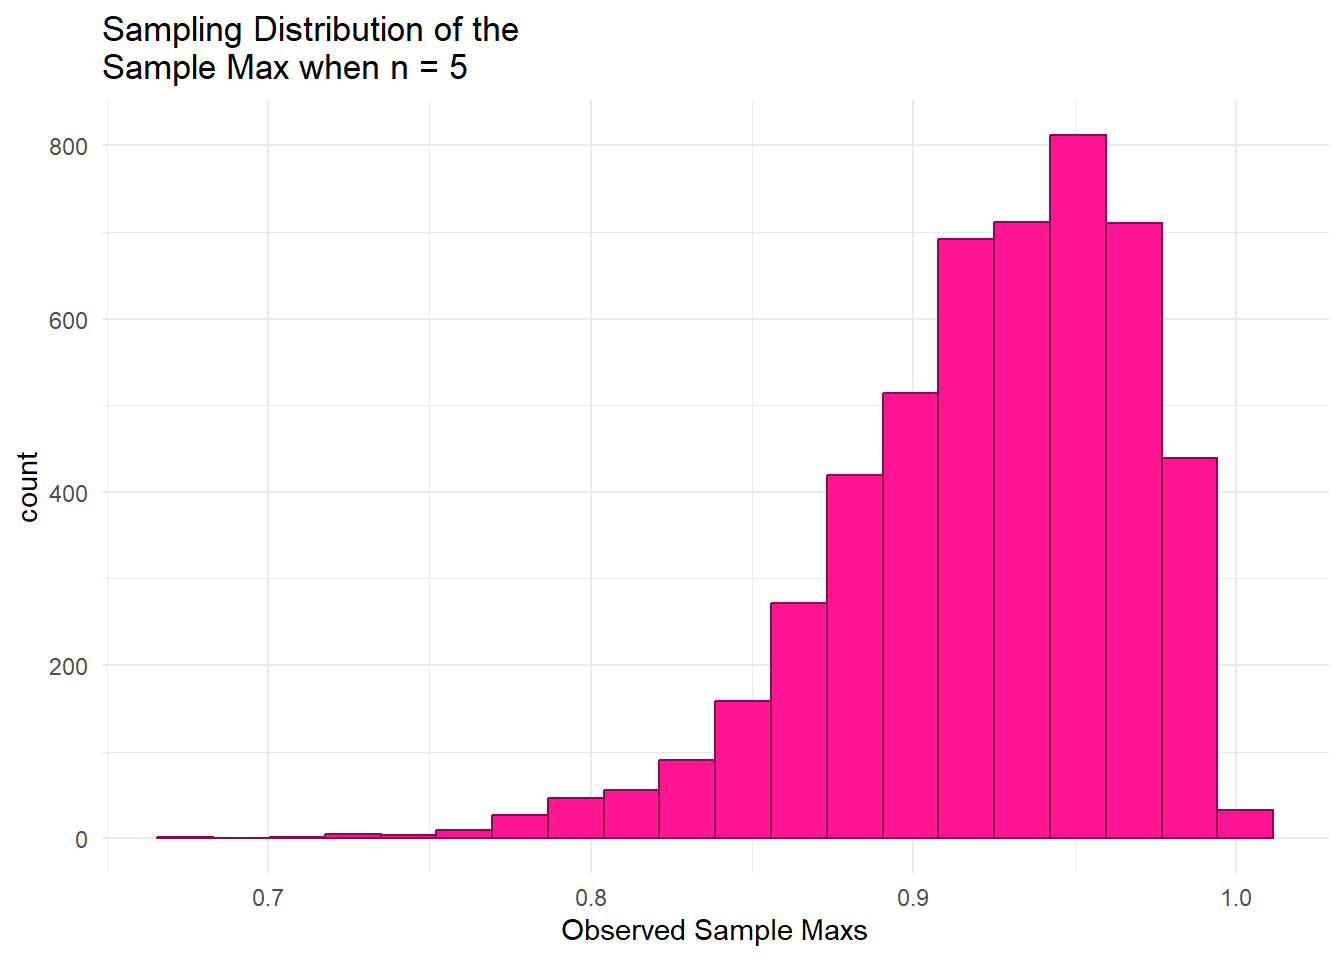 Sampling Distribution of the
Sample Max when n = 5
800
600
400
200
0
count
0.7 0.8 0.9 1.0
Observed Sample Maxs